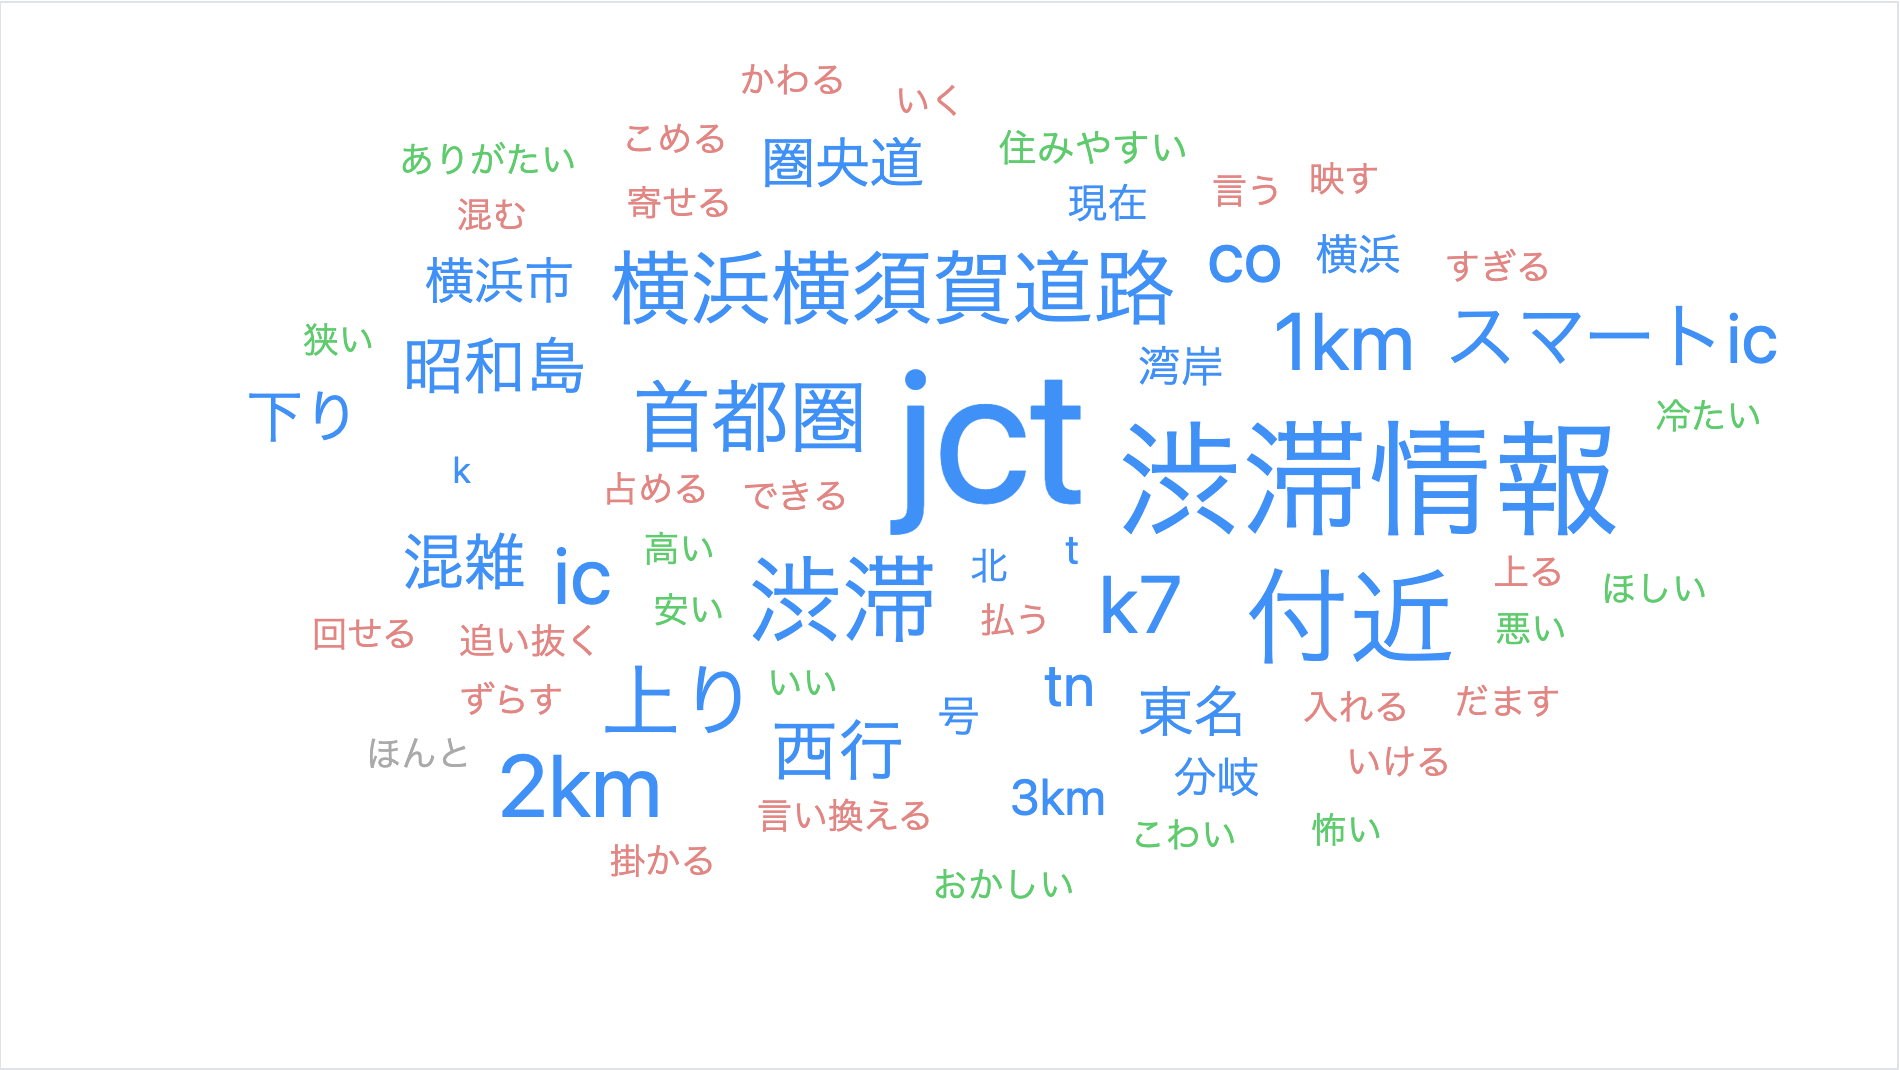 かわる
いく
ありがたい
こめる
圏央道
住みやすい
混む
寄せる
現在
言う
映す
横浜市
横浜横須賀道路
co
横浜
すぎる
狭い
昭和島
1km
スマートic
下り
首都圏
jct
湾岸
渋滞情報
冷たい
k
占める
できる
混雑
ic
高い
安い
渋滞
北
t
払う
k7
付近
上る
ほしい
悪い
回せる
追い抜く
ずらす
上り
いい
西行
号
tn
東名
入れる
だます
ほんと
2km
言い換える
3km
分岐
いける
こわい
怖い
掛かる
おかしい